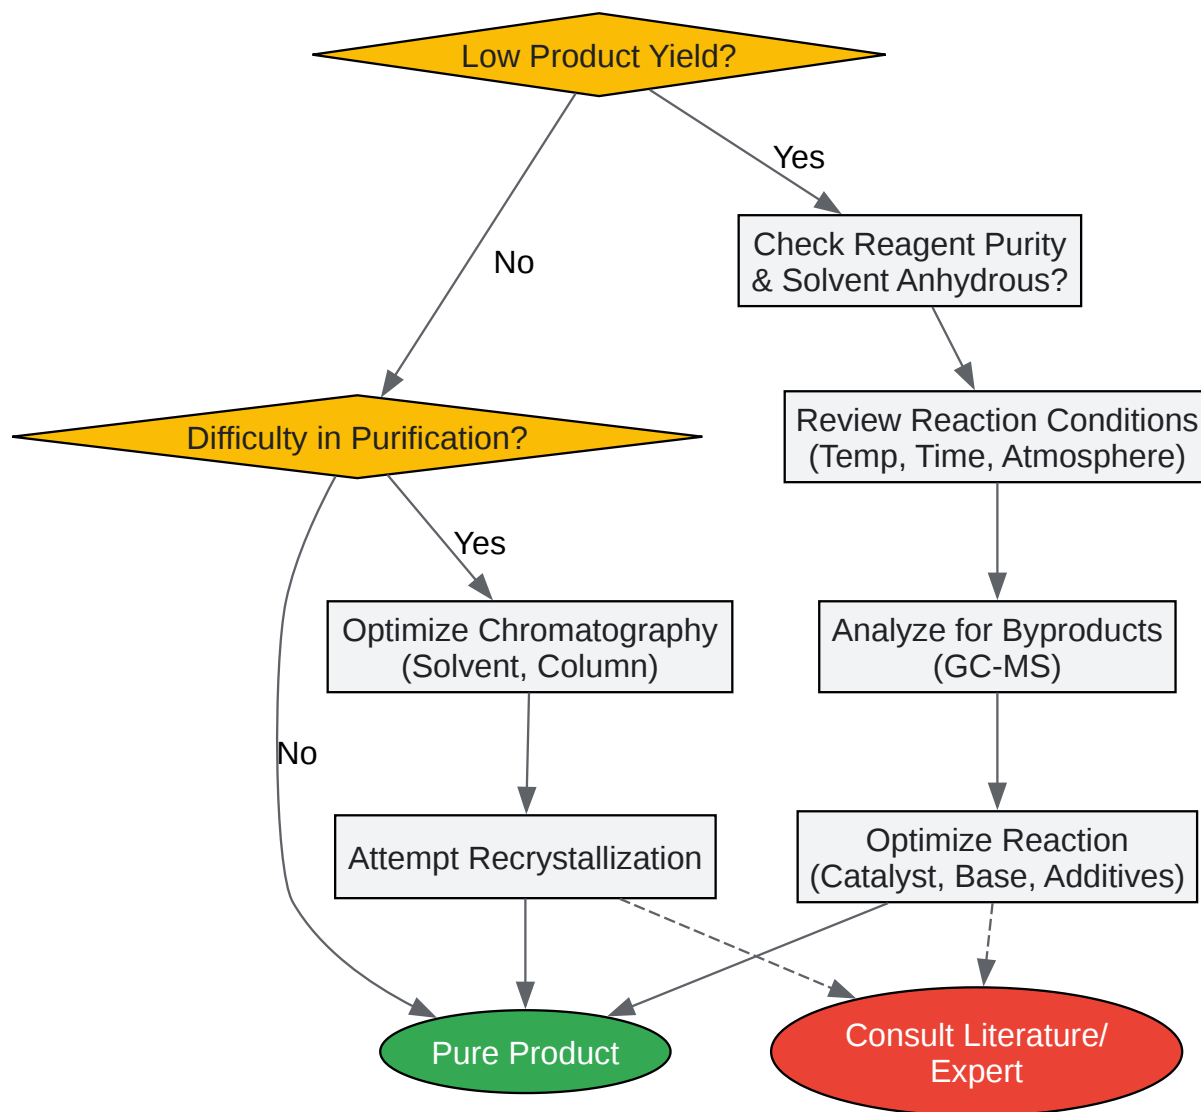 Low Product Yield?
Yes
Check Reagent Purity
& Solvent Anhydrous?
No
Review Reaction Conditions
(Temp, Time, Atmosphere)
Difficulty in Purification?
Yes
Optimize Chromatography
(Solvent, Column)
Analyze for Byproducts
(GC-MS)
No
Attempt Recrystallization
Optimize Reaction
(Catalyst, Base, Additives)
Pure Product
Consult Literature/
Expert